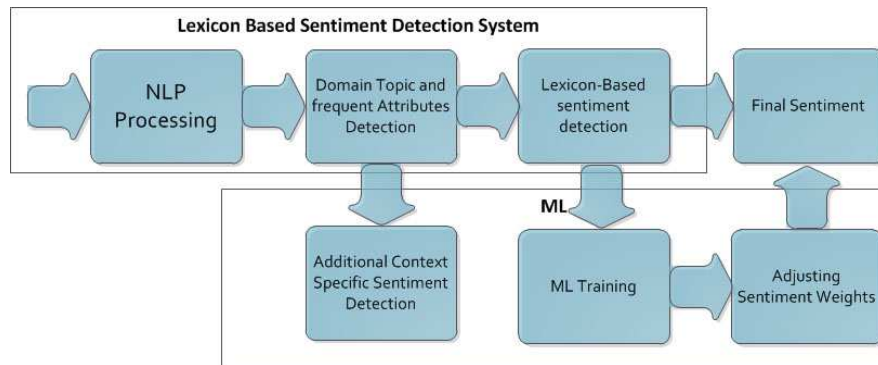 Lexicon Based Sentiment Detection System
NLP
Processing
Domain Topic and
frequent Attributes
Detection
Lexicon-Based
sentiment
detection
Final Sentiment
ML
Additional Context
Specific Sentiment
Detection
ML Training
Adjusting
Sentiment Weights